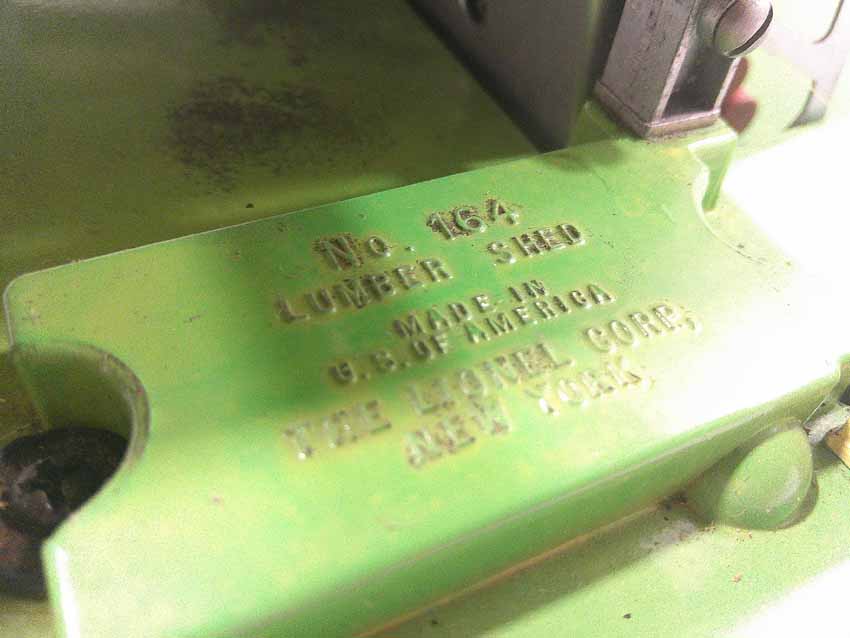 No. 164
LUMBER SHED
MADE IN
U.S. OF AMERICA
THE LIONEL CORP.,
NEW YORK.